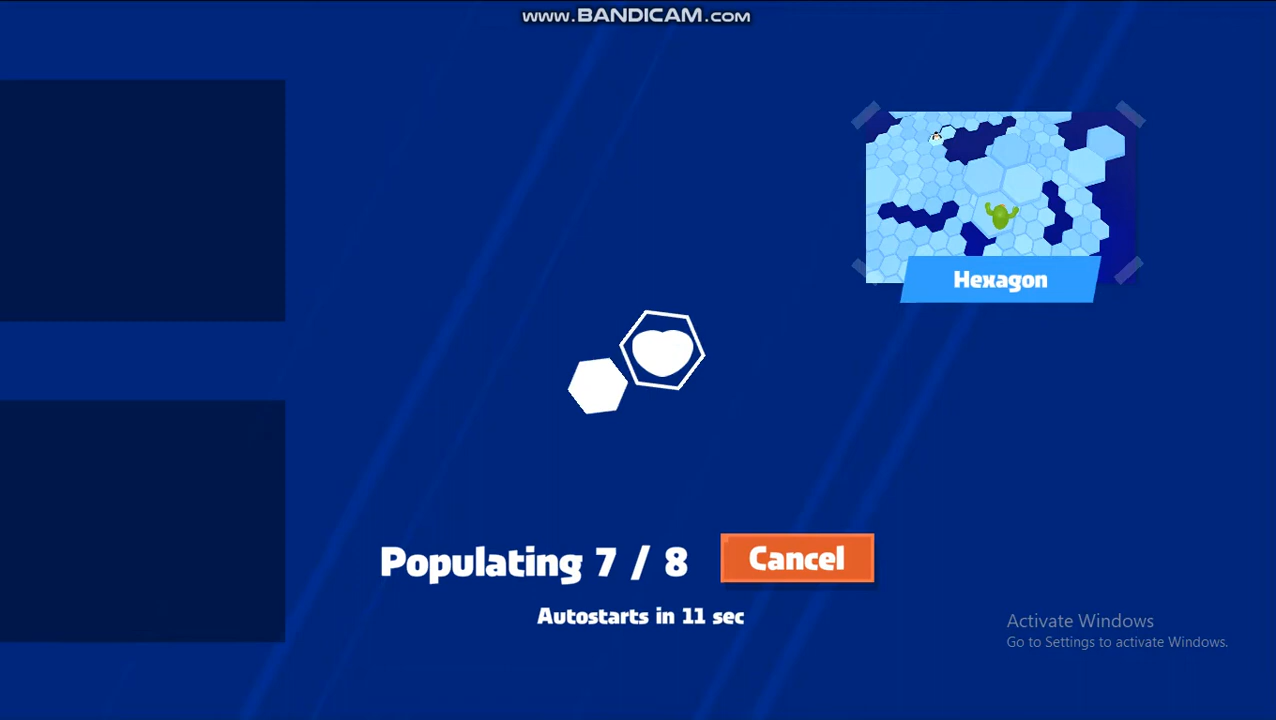 www.BANDICAM.com
Hexagon
Populating 7 / 8
Cancel
Autostarts in 11 sec
Activate Windows
Go to Settings to activate Windows.